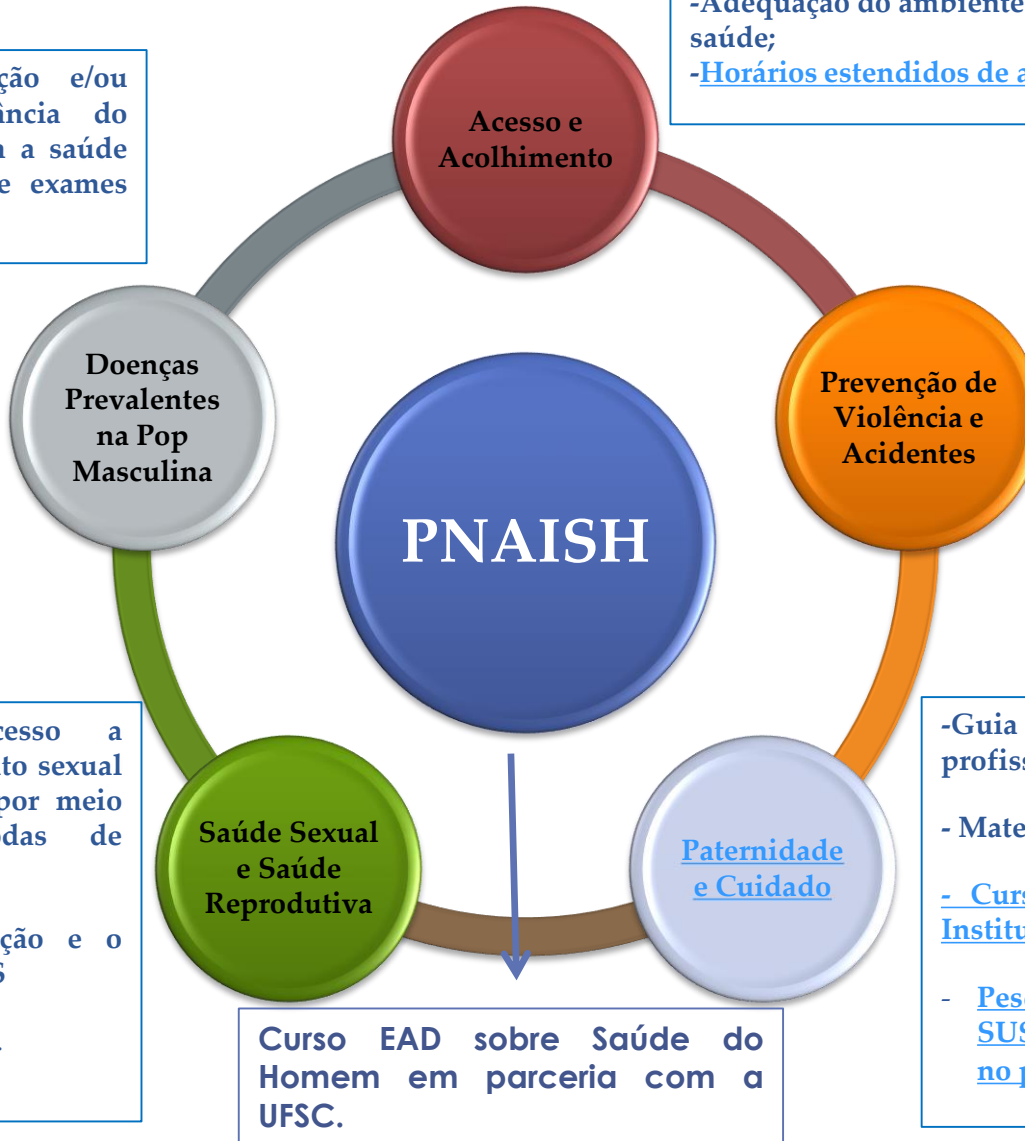 -Adequação do ambiente
saúde;
-Horários estendidos de a
ção e/ou
ância do
a saúde
e exames
Acesso e
Acolhimento
Doenças
Prevalentes
na Pop
Masculina
Prevenção de
Violência e
Acidentes
PNAISH
cesso a
to sexual
por meio
das de
ção e o
Saúde Sexual
e Saúde
Reprodutiva
Paternidade
e Cuidado
-Guia
profiss
- Mate
- Curs
Institu
- Pes
SUS
no p
Curso EAD sobre Saúde do
Homem em parceria com a
UFSC.